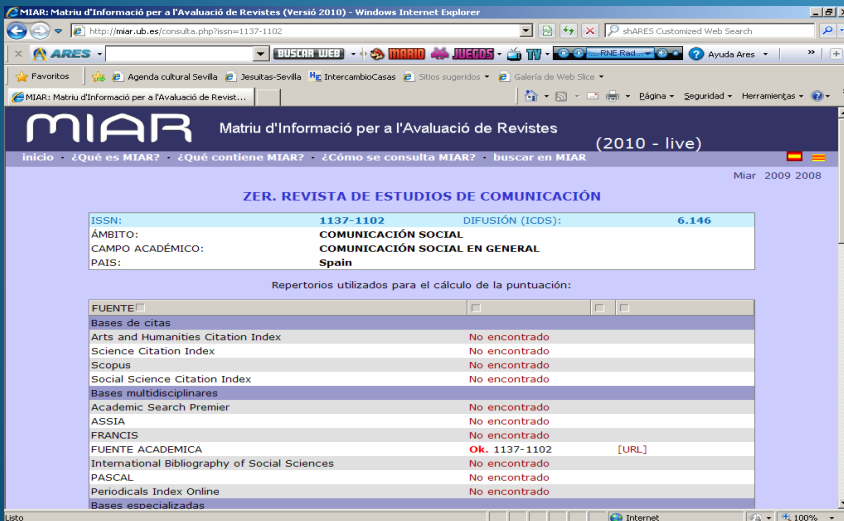 MIAR: Matriu d'Informació per a l'Avaluació de Revistes (Versió 2010) - Windows Internet Explorer
http://miar.ub.es/consulta.php?issn=1137-1102
shARES Customized Web Search
ARES
BUSCAR WEB
MARIO
JUEGOS
TV
RNE Rad...
Ayuda Ares
Favoritos
Agenda cultural Sevilla
Jesuitas-Sevilla
IntercambioCasas
Sitios sugeridos
Galería de Web Slice
MIAR: Matriu d'Informació per a l'Avaluació de Revist...
Página
Seguridad
Herramientas
MIAR Matriu d'Informació per a l'Avaluació de Revistes
(2010 - live)
inicio · ¿Qué es MIAR? · ¿Qué contiene MIAR? · ¿Cómo se consulta MIAR? · buscar en MIAR
Miar 2009 2008
ZER. REVISTA DE ESTUDIOS DE COMUNICACIÓN
ISSN: 1137-1102 DIFUSIÓN (ICDS): 6.146
ÁMBITO: COMUNICACIÓN SOCIAL
CAMPO ACADÉMICO: COMUNICACIÓN SOCIAL EN GENERAL
PAIS: Spain
Repertorios utilizados para el cálculo de la puntuación:
FUENTE
Bases de citas
Arts and Humanities Citation Index No encontrado
Science Citation Index No encontrado
Scopus No encontrado
Social Science Citation Index No encontrado
Bases multidisciplinares
Academic Search Premier No encontrado
ASSIA No encontrado
FRANCIS No encontrado
FUENTE ACADEMICA Ok. 1137-1102 [URL]
International Bibliography of Social Sciences No encontrado
PASCAL No encontrado
Periodicals Index Online No encontrado
Bases especializadas
Listo
Internet
100%